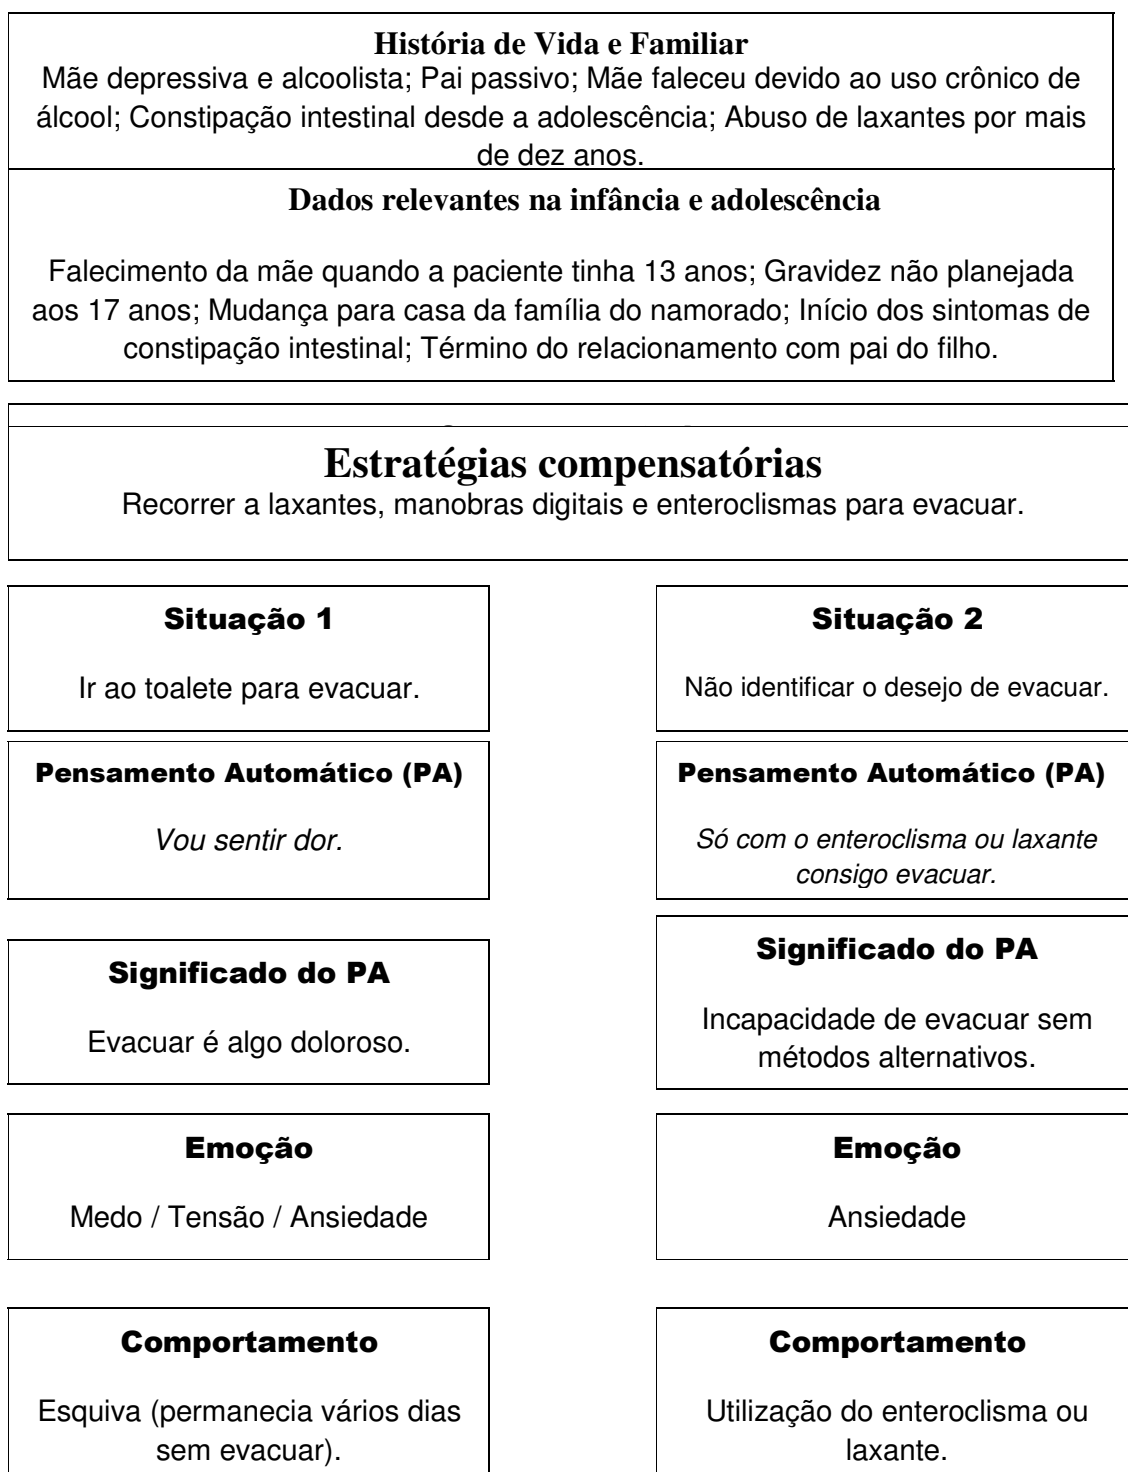 História de Vida e Familiar
Mãe depressiva e alcoolista; Pai passivo; Mãe faleceu devido ao uso crônico de
álcool; Constipação intestinal desde a adolescência; Abuso de laxantes por mais
de dez anos.
Dados relevantes na infância e adolescência
Falecimento da mãe quando a paciente tinha 13 anos; Gravidez não planejada
aos 17 anos; Mudança para casa da família do namorado; Início dos sintomas de
constipação intestinal; Término do relacionamento com pai do filho.
Estratégias compensatórias
Recorrer a laxantes, manobras digitais e enteroclismas para evacuar.
Situação 1
Ir ao toalete para evacuar.
Situação 2
Não identificar o desejo de evacuar.
Pensamento Automático (PA)
Vou sentir dor.
Pensamento Automático (PA)
Só com o enteroclisma ou laxante
consigo evacuar.
Significado do PA
Evacuar é algo doloroso.
Significado do PA
Incapacidade de evacuar sem
métodos alternativos.
Emoção
Medo / Tensão / Ansiedade
Emoção
Ansiedade
Comportamento
Esquiva (permanecia vários dias
sem evacuar).
Comportamento
Utilização do enteroclisma ou
laxante.